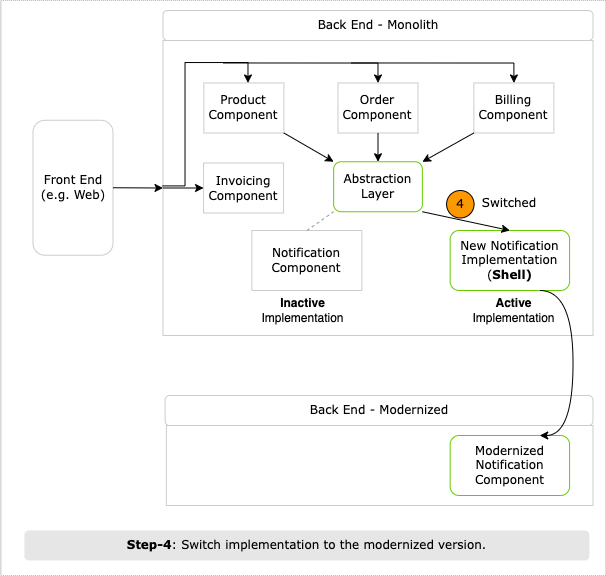 Back End - Monolith
Product
Component
Order
Component
Billing
Component
Front End
(e.g. Web)
Invoicing
Component
Abstraction
Layer
4
Switched
Notification
Component
New Notification
Implementation
(Shell)
Inactive
Implementation
Active
Implementation
Back End - Modernized
Modernized
Notification
Component
Step-4: Switch implementation to the modernized version.